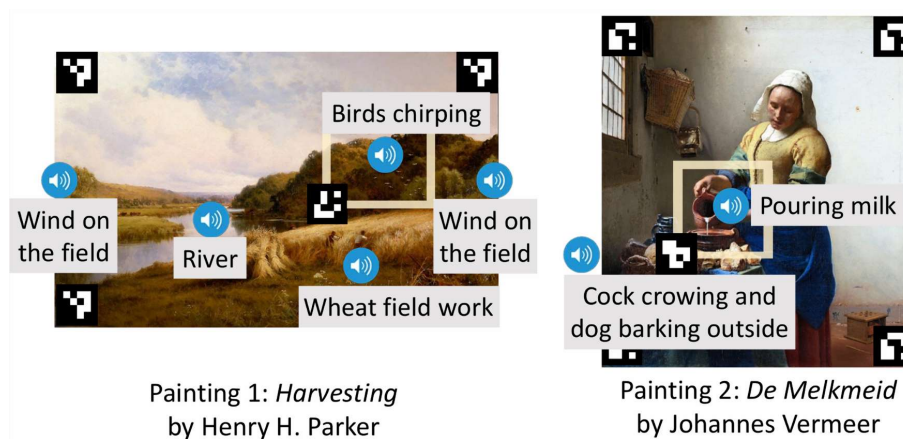 Birds chirping
Wind on
the field
River
Wind on
the field
Wheat field work
Painting 1: Harvesting
by Henry H. Parker
Pouring milk
Cock crowing and
dog barking outside
Painting 2: De Melkmeid
by Johannes Vermeer